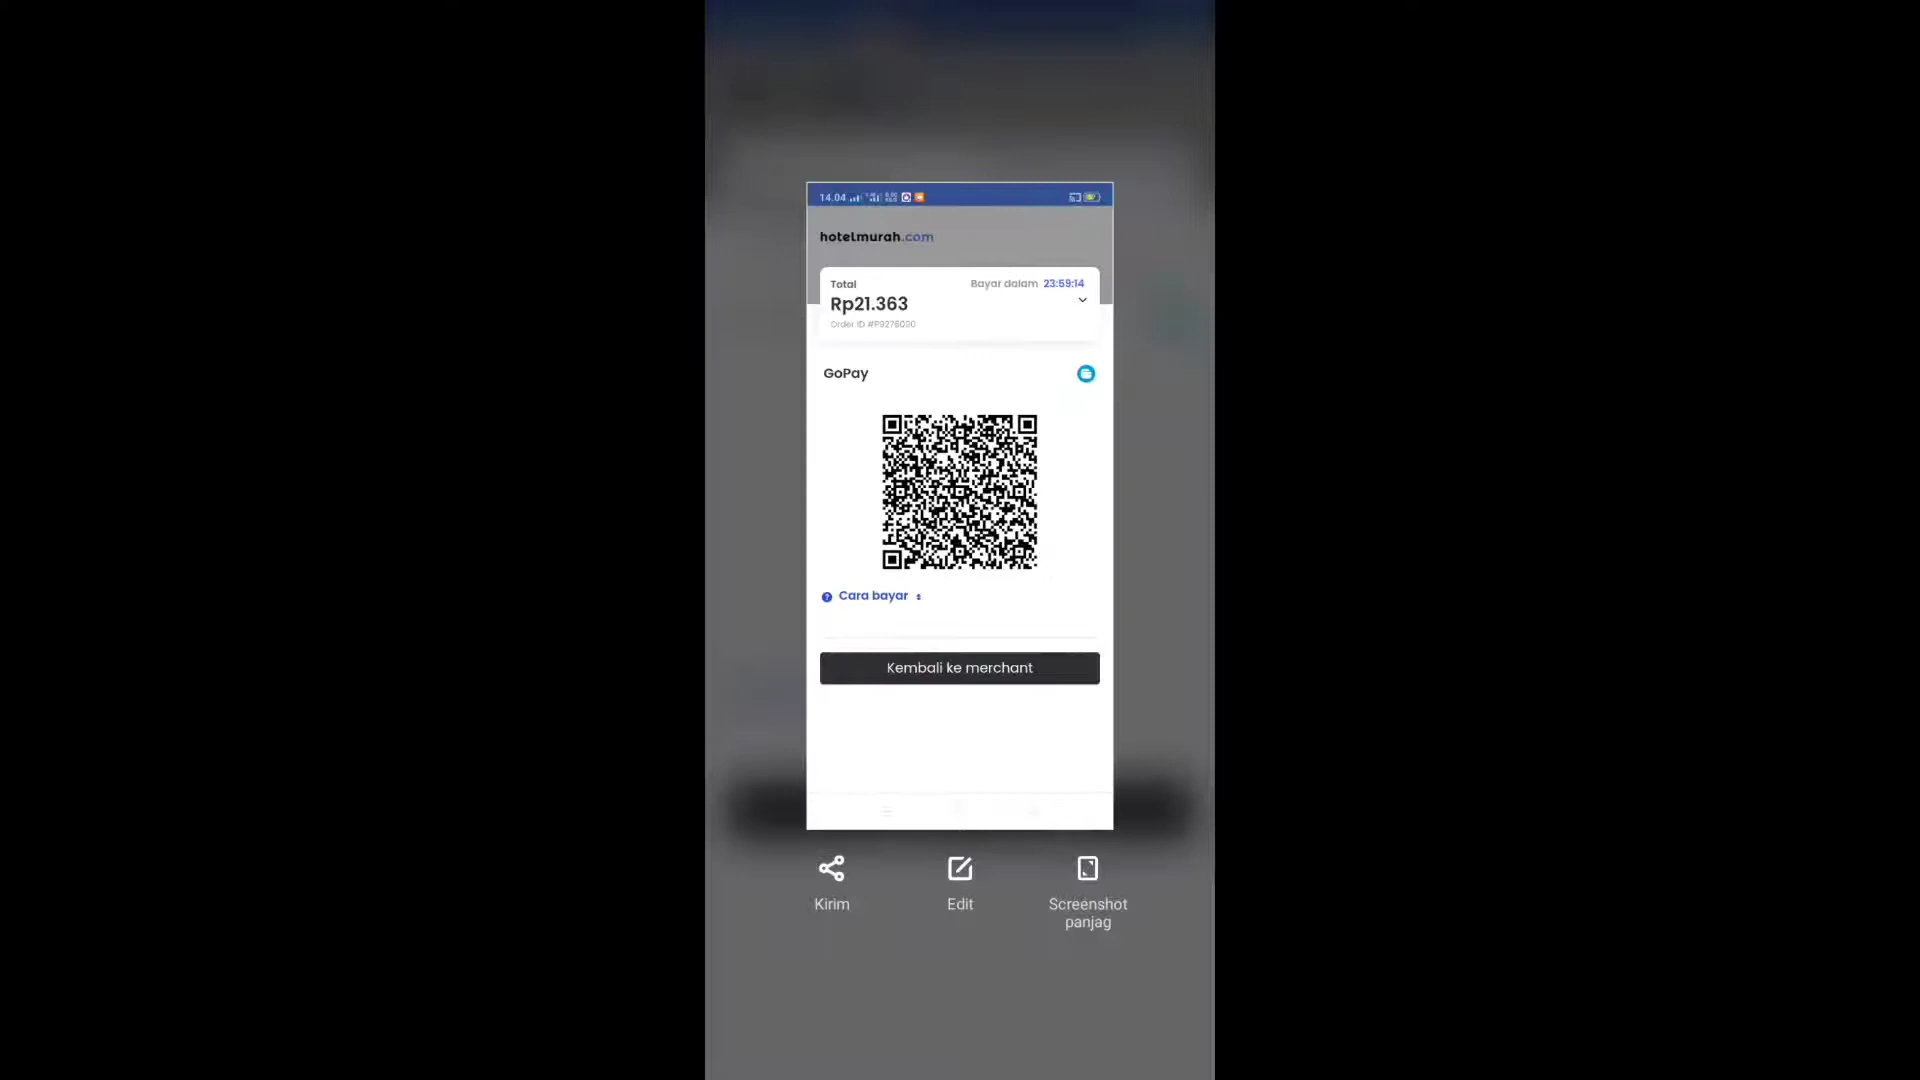 14.04
hotelmurah.com
Total
Bayar dalam 23:59:14
Rp21.363
Order ID #P9276000
GoPay
Cara bayar
Kembali ke merchant
Kirim
Edit
Screenshot
panjag